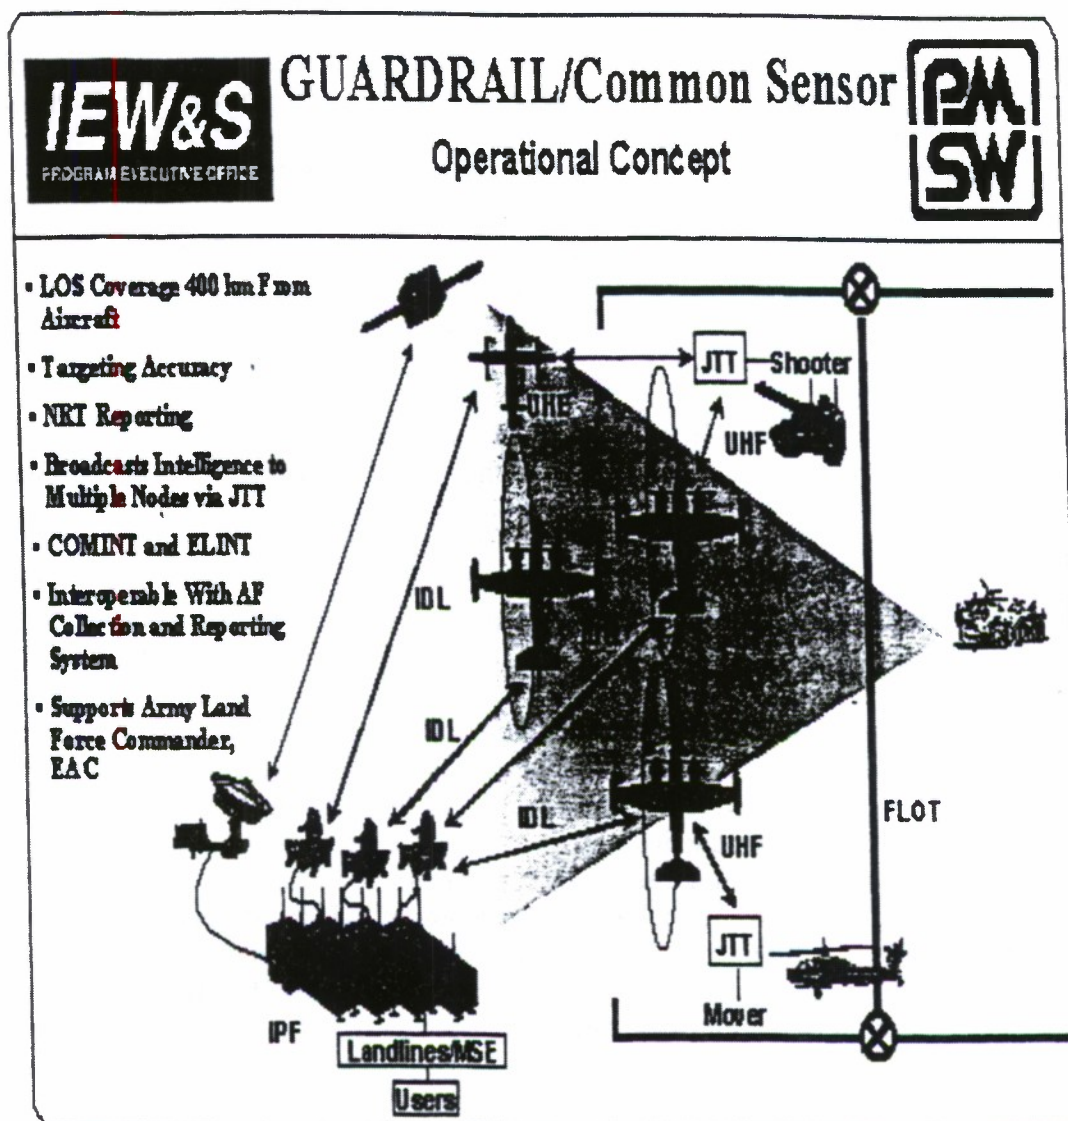 IEW&S
PROGRAM EXECUTIVE OFFICE
GUARDRAIL/Common Sensor
Operational Concept
PM
SW
▪ LOS Coverage 400 km From
Aircraft
▪ Targeting Accuracy
▪ NRT Reporting
▪ Broadcasts Intelligence to
Multiple Nodes via JTT
▪ COMINT and ELINT
▪ Interoperable With AF
Collection and Reporting
System
▪ Supports Army Land
Force Commander,
EAC
JTT
Shooter
UHF
UHF
IDL
IDL
IDL
FLOT
UHF
JTT
Mover
IPF
Landlines/MSE
Users